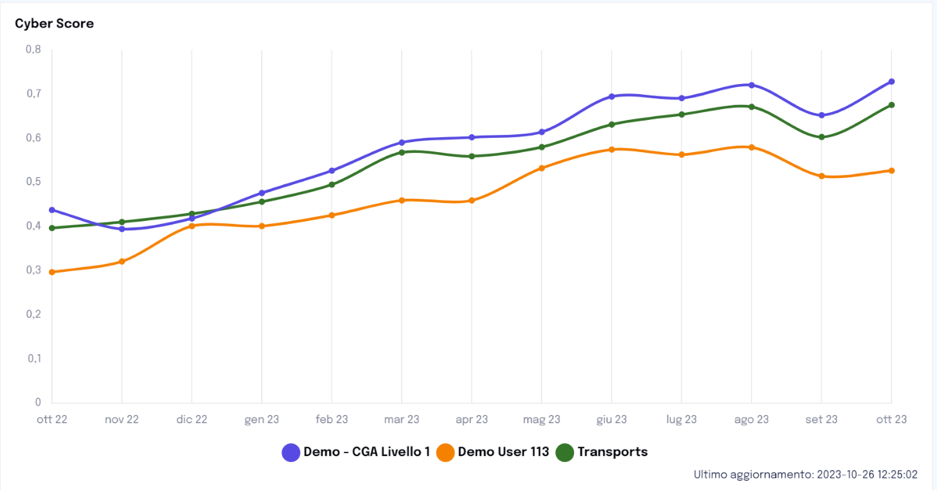 Cyber Score
0,8
0,7
0,6
0,5
0,4
0,3
0,2
0,1
0
ott 22 nov 22 dic 22 gen 23 feb 23 mar 23 apr 23 mag 23 giu 23 lug 23 ago 23 set 23 ott 23
Demo - CGA Livello 1 Demo User 113 Transports
Ultimo aggiornamento: 2023-10-26 12:25:02